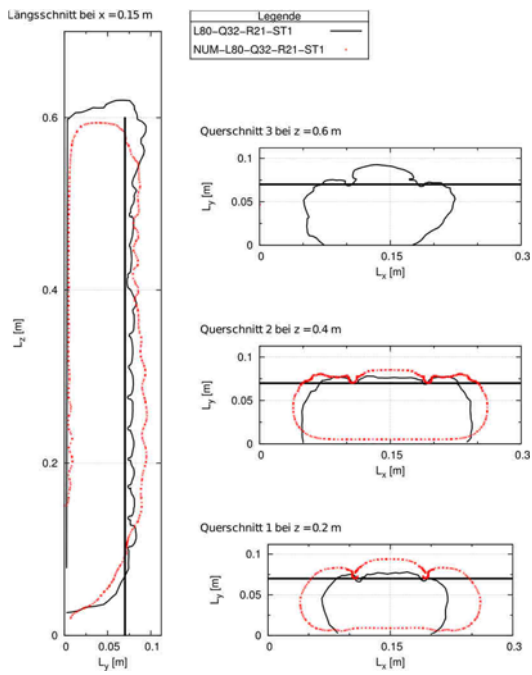 Längsschnitt bei x = 0.15 m
Legende
L80-Q32-R21-ST1
NUM-L80-Q32-R21-ST1
0.6
0.4
0.2
0
L_z [m]
0
0.05
0.1
L_y [m]
Querschnitt 3 bei z = 0.6 m
0.1
0.05
0
L_y [m]
0
0.15
0.3
L_x [m]
Querschnitt 2 bei z = 0.4 m
0.1
0.05
0
L_y [m]
0
0.15
0.3
L_x [m]
Querschnitt 1 bei z = 0.2 m
0.1
0.05
0
L_y [m]
0
0.15
0.3
L_x [m]